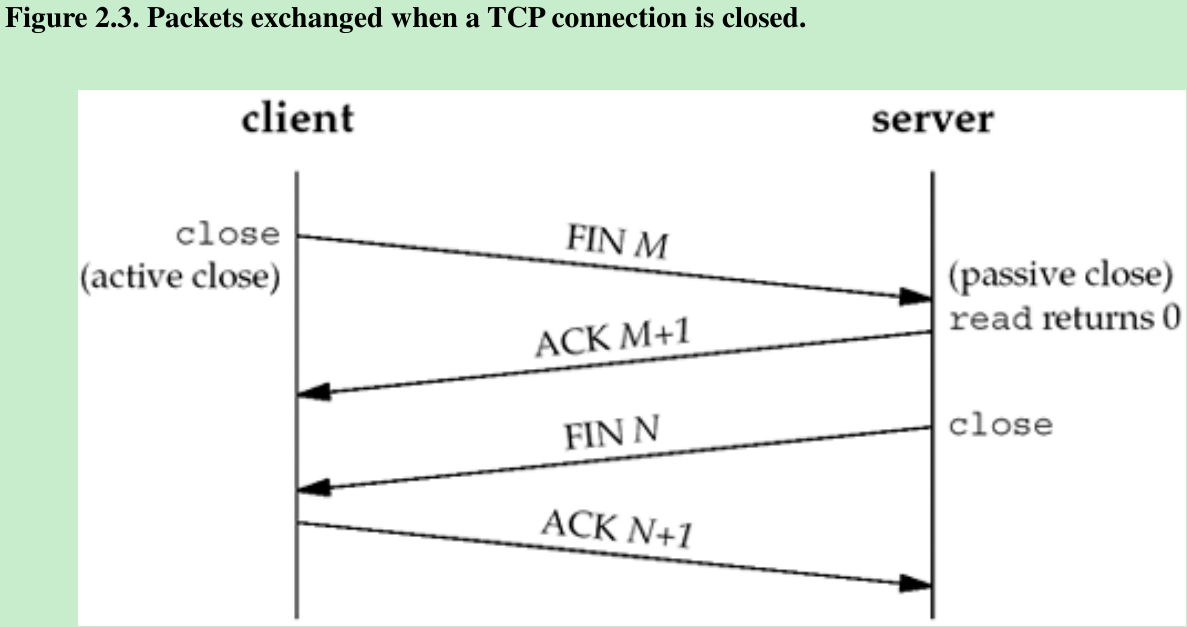 Figure 2.3. Packets exchanged when a TCP connection is closed.
client
server
close
(active close)
FIN M
(passive close)
read returns 0
ACK M+1
FIN N
close
ACK N+1